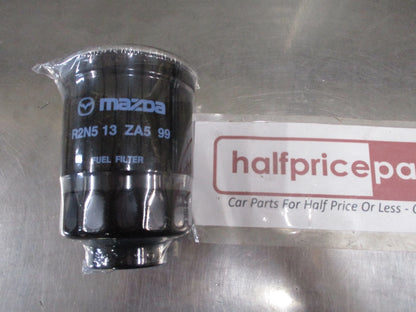 mazda
R2N5 13 ZA5 99
FUEL FILTER
halfpricepa
Car Parts For Half Price Or Less - O